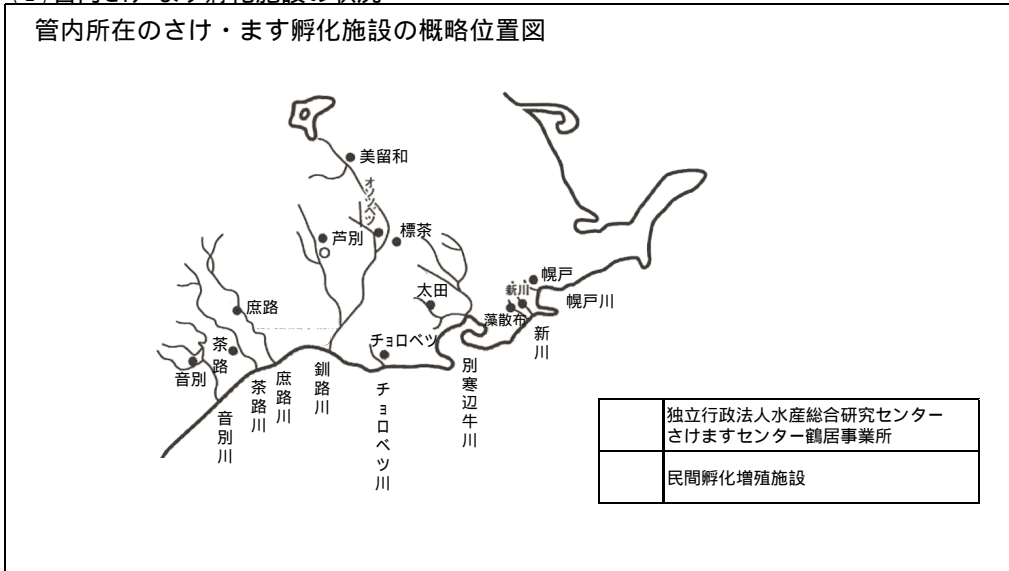 管内所在のさけ・ます孵化施設の概略位置図
美留和
オソツベツ
芦別
標茶
幌戸
新川
太田
幌戸川
庶路
藻散布
新川
チョロベツ
茶路
音別
別寒辺牛川
釧路川
庶路川
茶路川
チョロベツ川
音別川
独立行政法人水産総合研究センター
さけますセンター鶴居事業所
民間孵化増殖施設